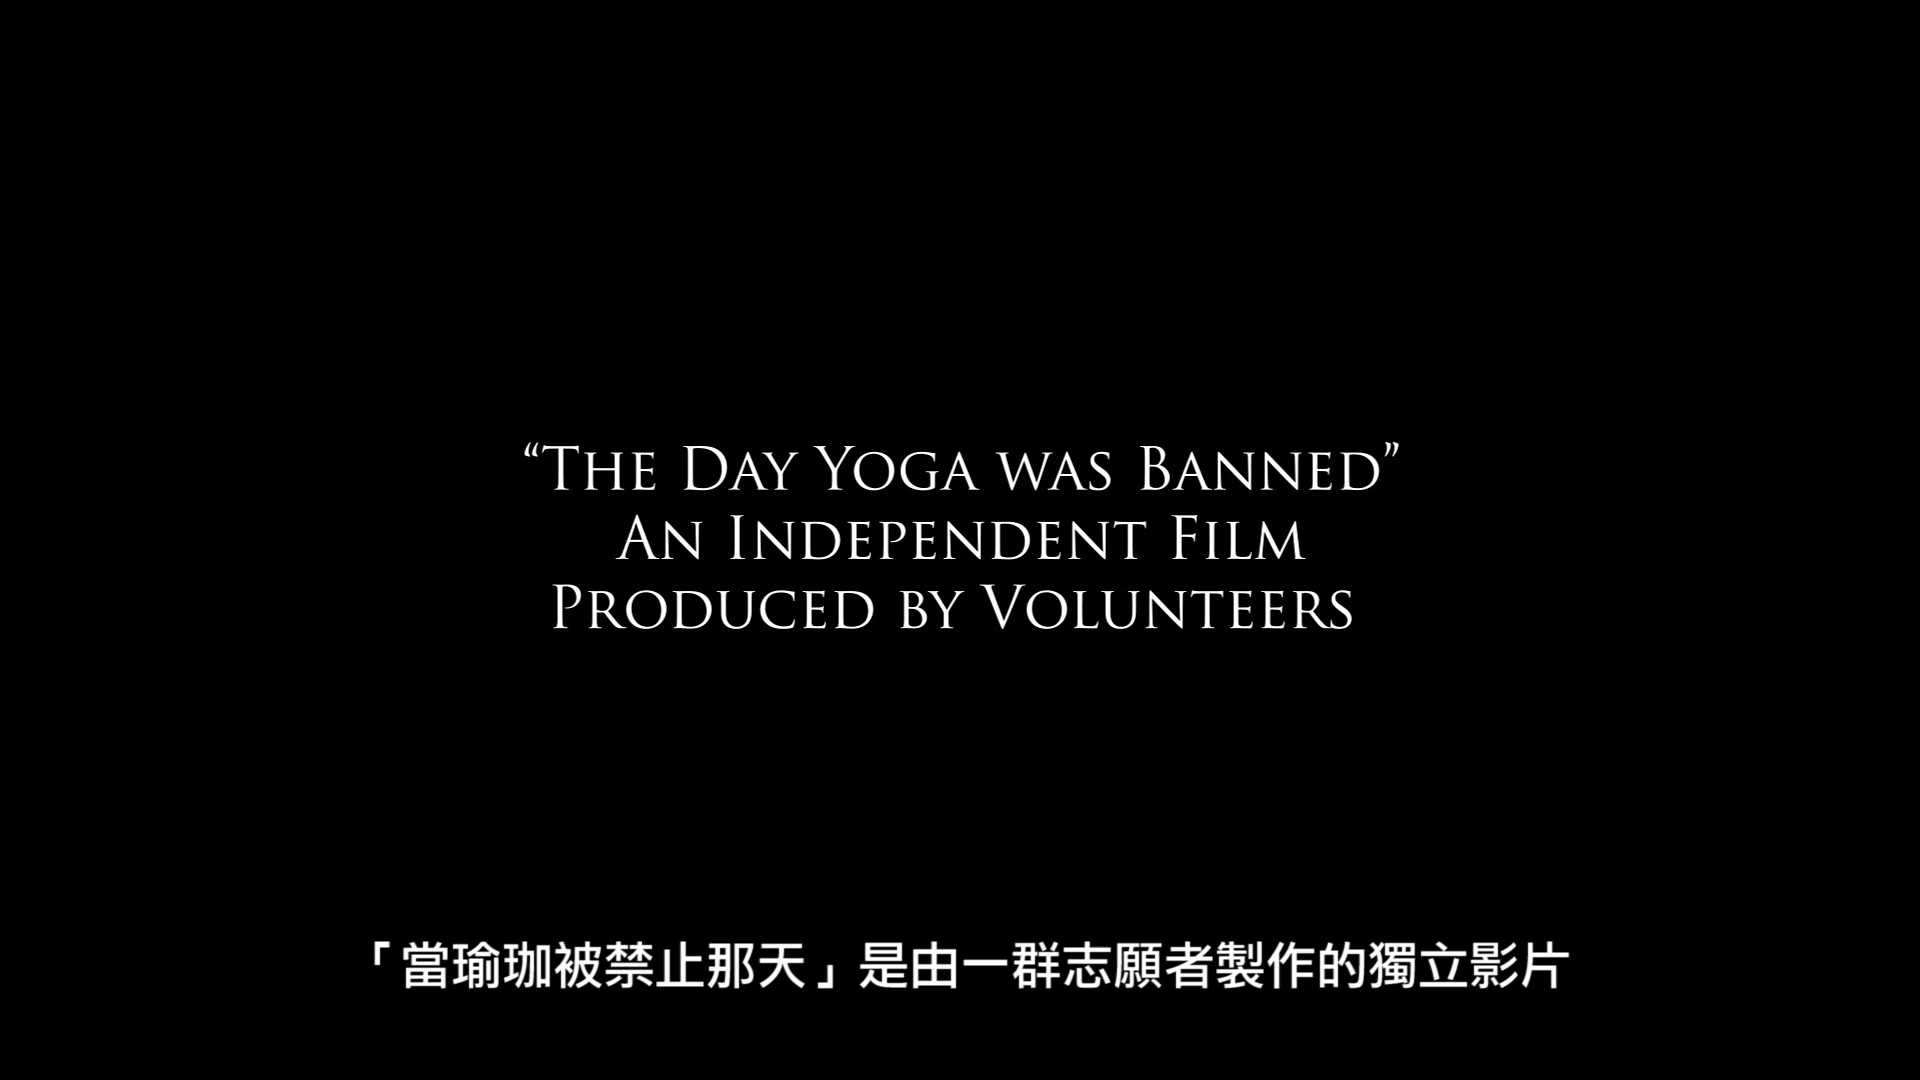 “The Day Yoga was Banned”
An Independent Film
Produced by Volunteers
「當瑜珈被禁止那天」是由一群志願者製作的獨立影片